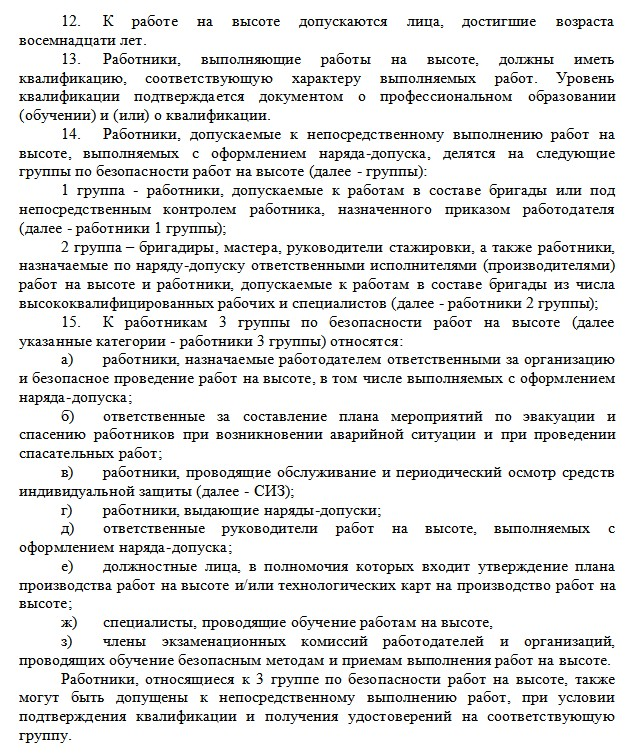 12. К работе на высоте допускаются лица, достигшие возраста
восемнадцати лет.
13. Работники, выполняющие работы на высоте, должны иметь
квалификацию, соответствующую характеру выполняемых работ. Уровень
квалификации подтверждается документом о профессиональном образовании
(обучении) и (или) о квалификации.
14. Работники, допускаемые к непосредственному выполнению работ на
высоте, выполняемых с оформлением наряда-допуска, делятся на следующие
группы по безопасности работ на высоте (далее - группы):
1 группа - работники, допускаемые к работам в составе бригады или под
непосредственным контролем работника, назначенного приказом работодателя
(далее - работники 1 группы);
2 группа – бригадиры, мастера, руководители стажировки, а также работники,
назначаемые по наряду-допуску ответственными исполнителями (производителями)
работ на высоте и работники, допускаемые к работам в составе бригады из числа
высококвалифицированных рабочих и специалистов (далее - работники 2 группы);
15. К работникам 3 группы по безопасности работ на высоте (далее
указанные категории - работники 3 группы) относятся:
а) работники, назначаемые работодателем ответственными за организацию
и безопасное проведение работ на высоте, в том числе выполняемых с оформлением
наряда-допуска;
б) ответственные за составление плана мероприятий по эвакуации и
спасению работников при возникновении аварийной ситуации и при проведении
спасательных работ;
в) работники, проводящие обслуживание и периодический осмотр средств
индивидуальной защиты (далее - СИЗ);
г) работники, выдающие наряды-допуски;
д) ответственные руководители работ на высоте, выполняемых с
оформлением наряда-допуска;
е) должностные лица, в полномочия которых входит утверждение плана
производства работ на высоте и/или технологических карт на производство работ на
высоте;
ж) специалисты, проводящие обучение работам на высоте,
з) члены экзаменационных комиссий работодателей и организаций,
проводящих обучение безопасным методам и приемам выполнения работ на высоте.
Работники, относящиеся к 3 группе по безопасности работ на высоте, также
могут быть допущены к непосредственному выполнению работ, при условии
подтверждения квалификации и получения удостоверений на соответствующую
группу.